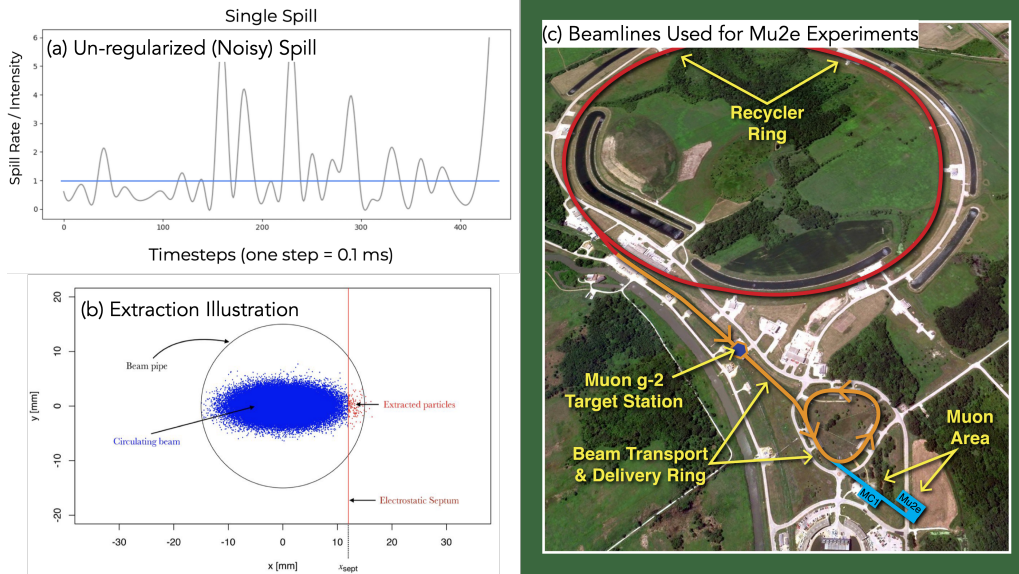 Single Spill
(a) Un-regularized (Noisy) Spill
Spill Rate / Intensity
6
5
4
3
2
1
0
0
100
200
300
400
Timesteps (one step = 0.1 ms)
(b) Extraction Illustration
Beam pipe
Circulating beam
Extracted particles
Electrostatic Septum
y [mm]
20
10
0
-10
-20
-30
-20
-10
0
10
20
30
x [mm]
xsept
(c) Beamlines Used for Mu2e Experiments
Recycler
Ring
Muon g-2
Target Station
Beam Transport
& Delivery Ring
Muon
Area
MC1
Mu2e